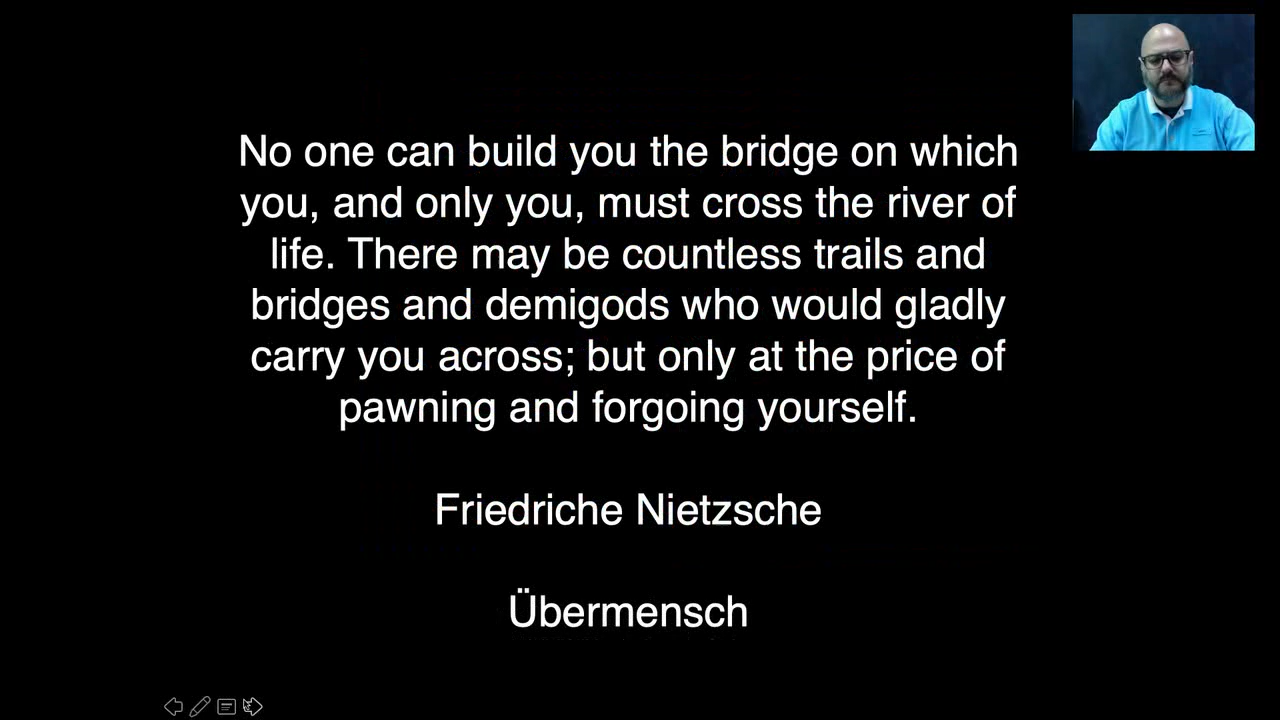 No one can build you the bridge on which
you, and only you, must cross the river of
life. There may be countless trails and
bridges and demigods who would gladly
carry you across; but only at the price of
pawning and forgoing yourself.
Friedriche Nietzsche
Übermensch